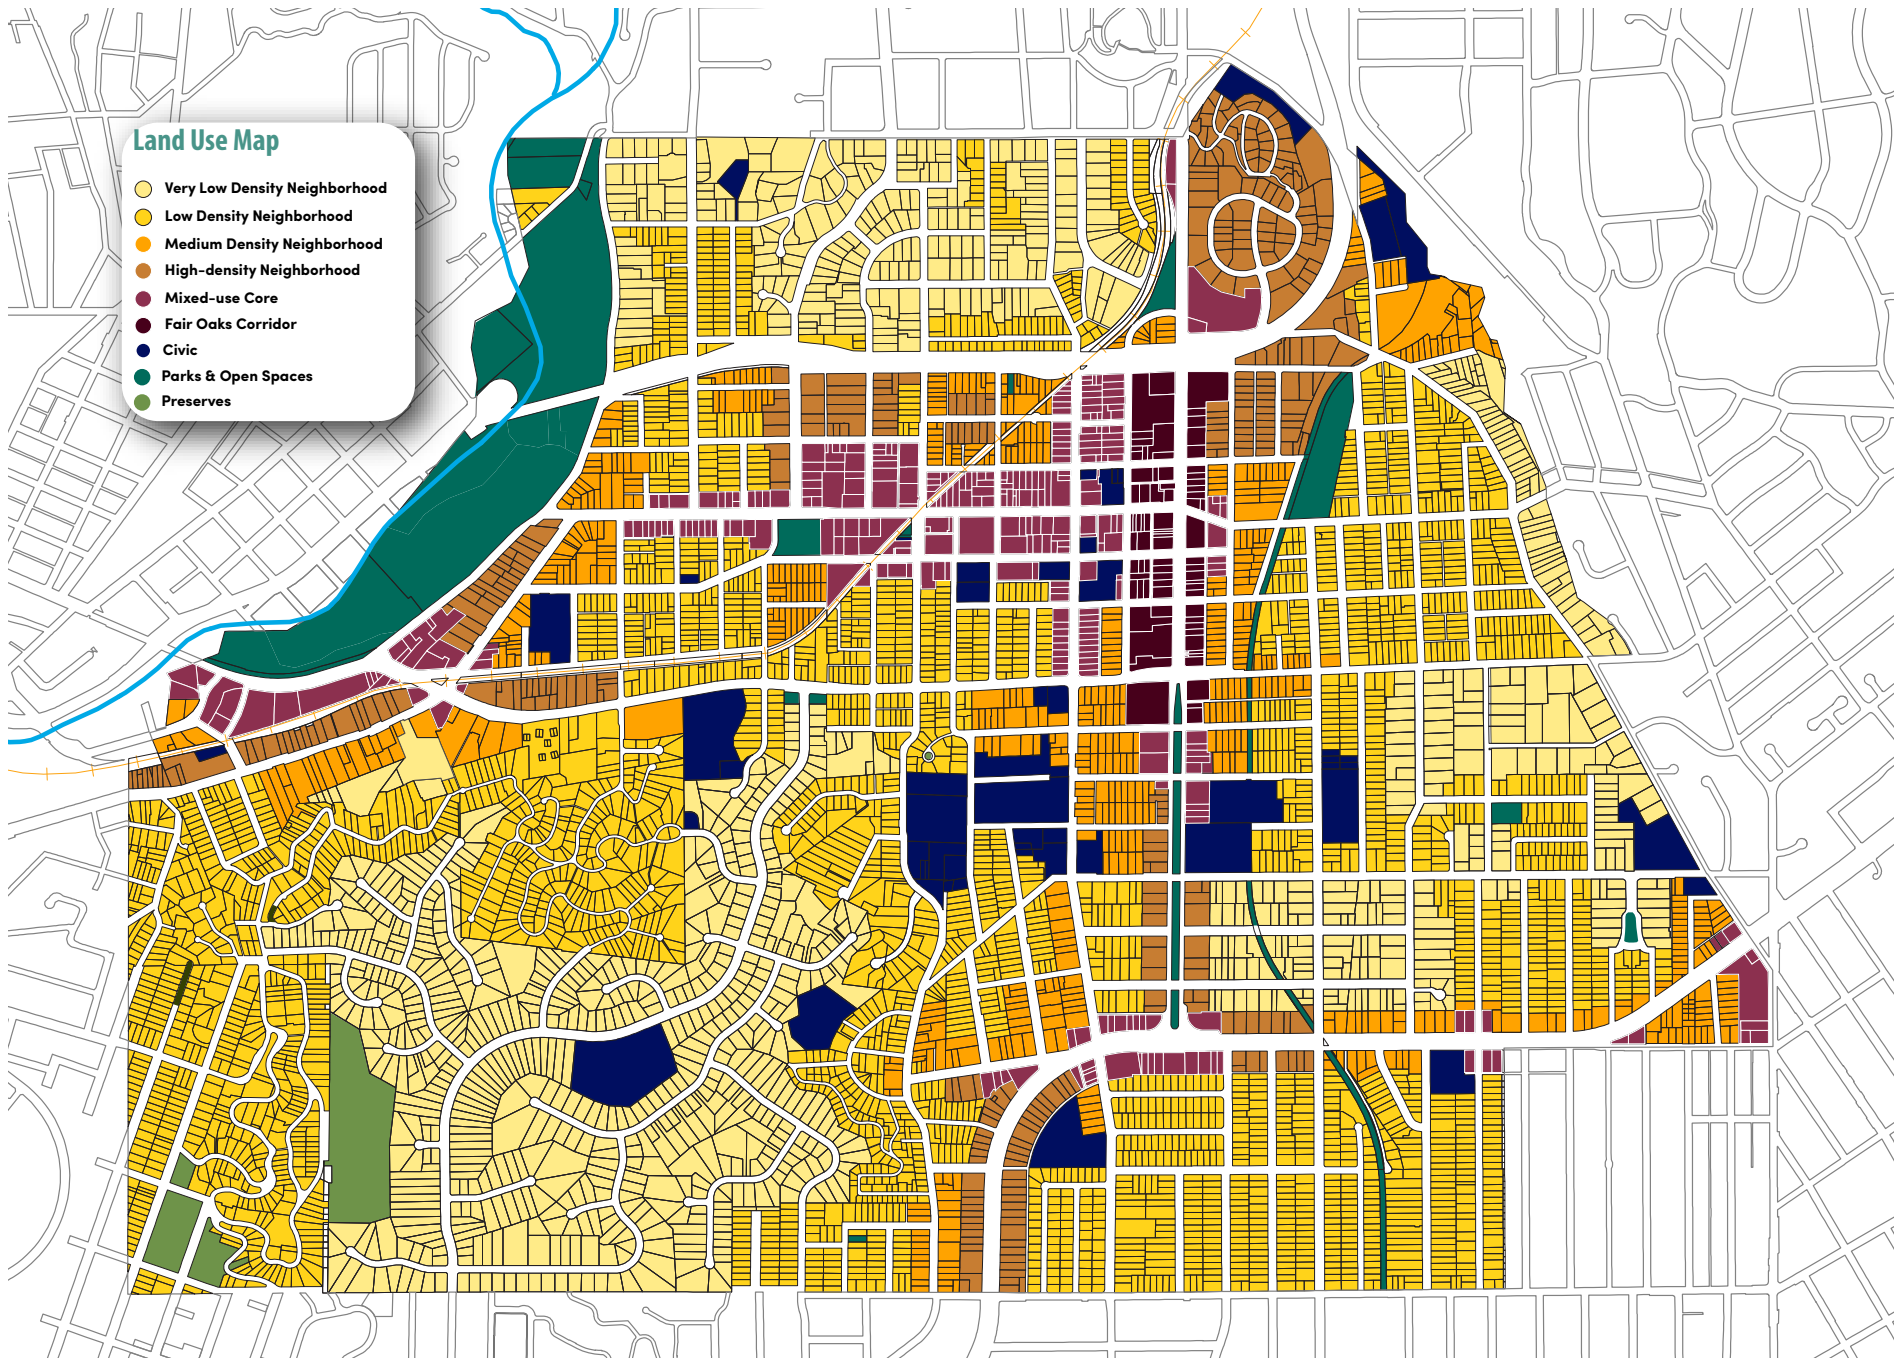 Land Use Map
Very Low Density Neighborhood
Low Density Neighborhood
Medium Density Neighborhood
High-density Neighborhood
Mixed-use Core
Fair Oaks Corridor
Civic
Parks & Open Spaces
Preserves